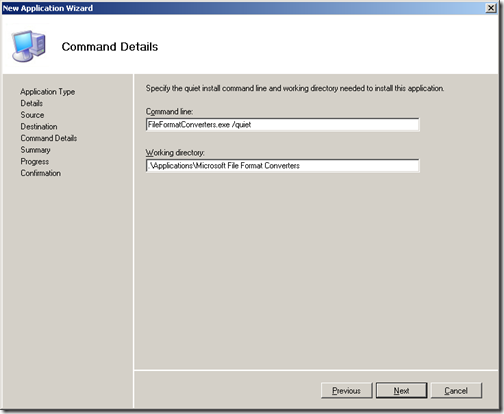 New Application Wizard
Command Details
Application Type
Details
Source
Destination
Command Details
Summary
Progress
Confirmation
Specify the quiet install command line and working directory needed to install this application.
Command line:
FileFormatConverters.exe /quiet
Working directory:
.\Applications\Microsoft File Format Converters
Previous
Next
Cancel